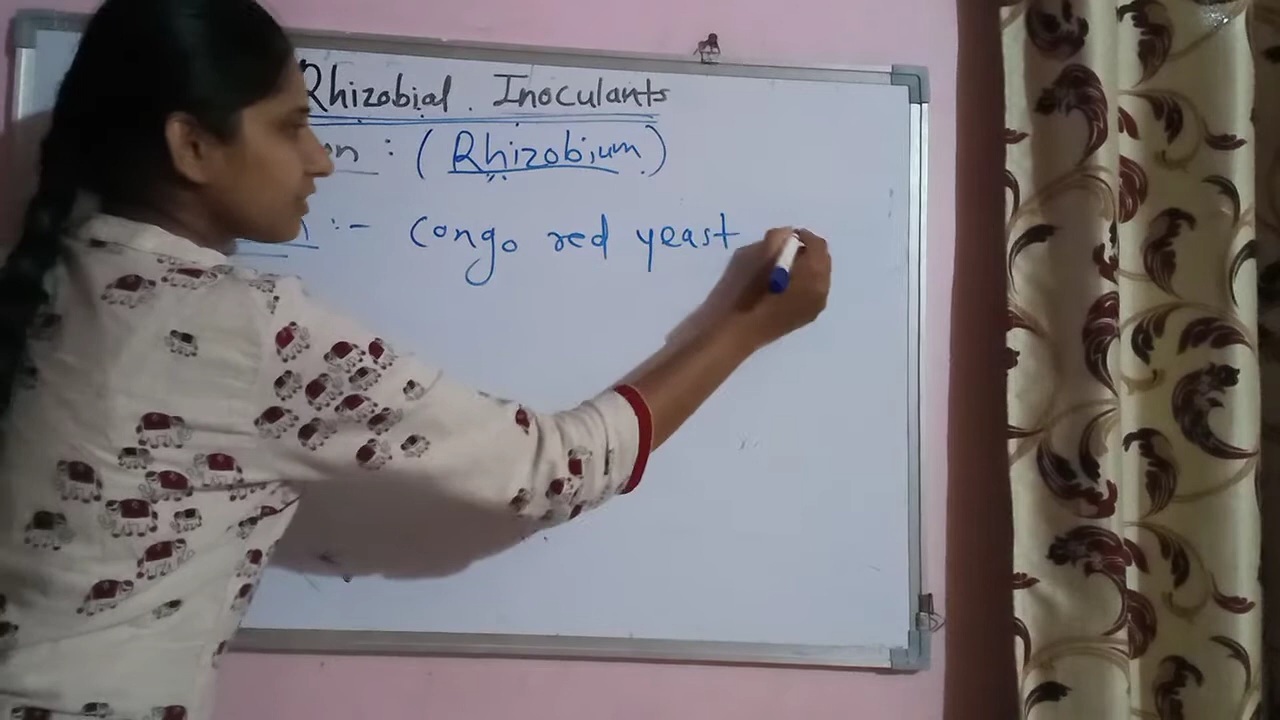 Rhizobial Inoculants
: (Rhizobium)
:- Congo red yeast